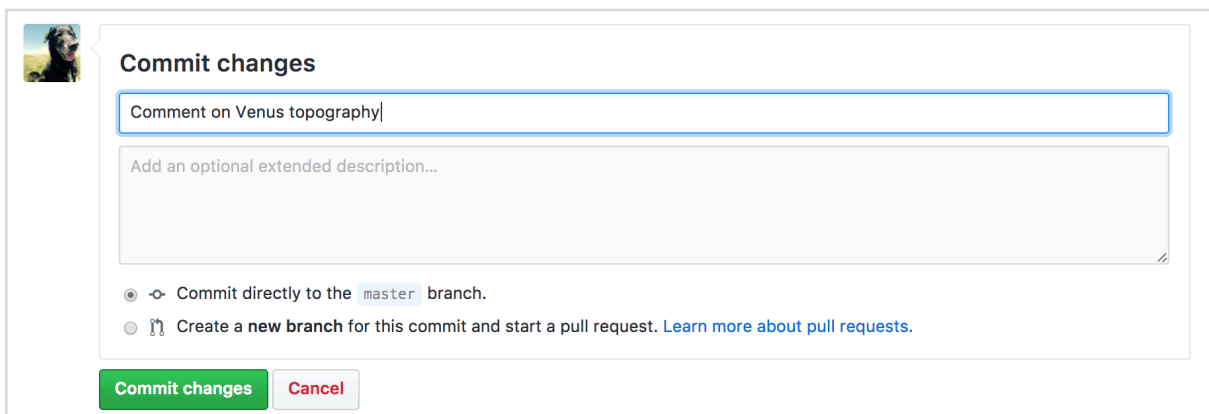 Commit changes
Comment on Venus topography
Add an optional extended description...
Commit directly to the master branch.
Create a new branch for this commit and start a pull request. Learn more about pull requests.
Commit changes Cancel